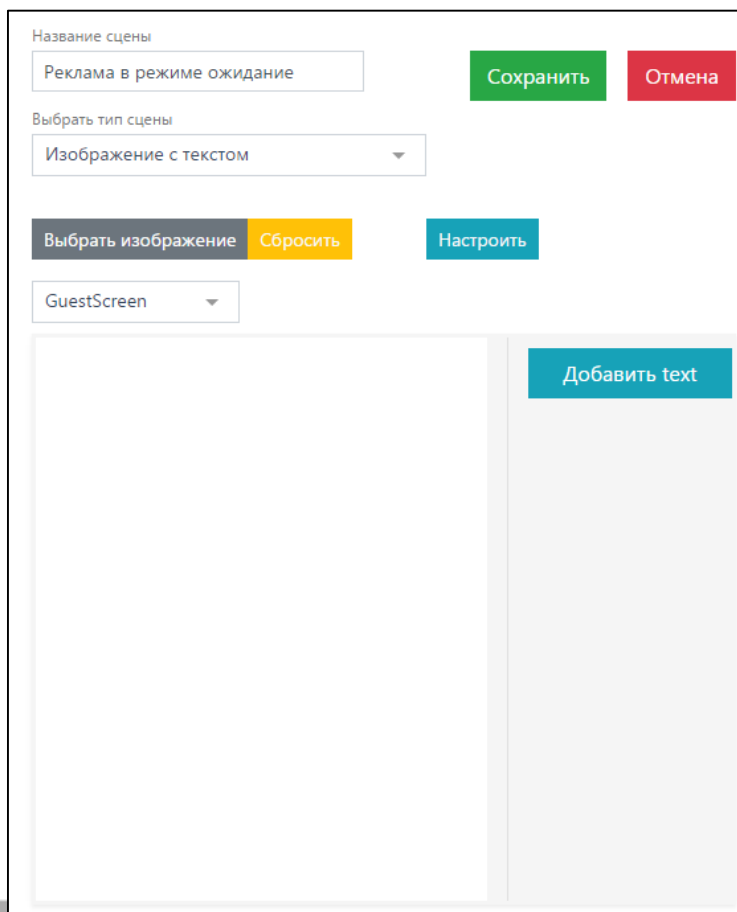 Название сцены
Реклама в режиме ожидание
Сохранить
Отмена
Выбрать тип сцены
Изображение с текстом
Выбрать изображение
Сбросить
Настроить
GuestScreen
Добавить text